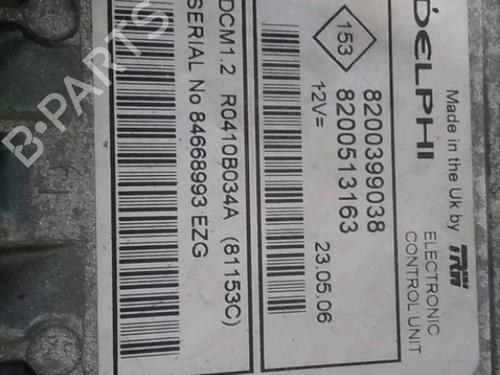 DELPHI
Made in the Uk by TRW
ELECTRONIC
CONTROL UNIT
153
8200399038
8200513163
12V=
23.05.06
DCM1.2 R0410B034A (81153C)
SERIAL No 84668993 EZG
B-PARTS